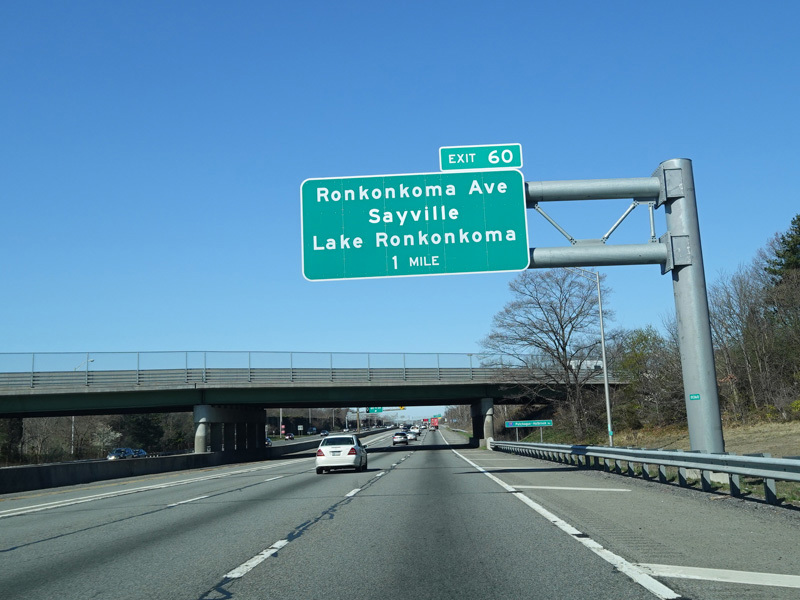 EXIT 60
Ronkonkoma Ave
Sayville
Lake Ronkonkoma
1 MILE